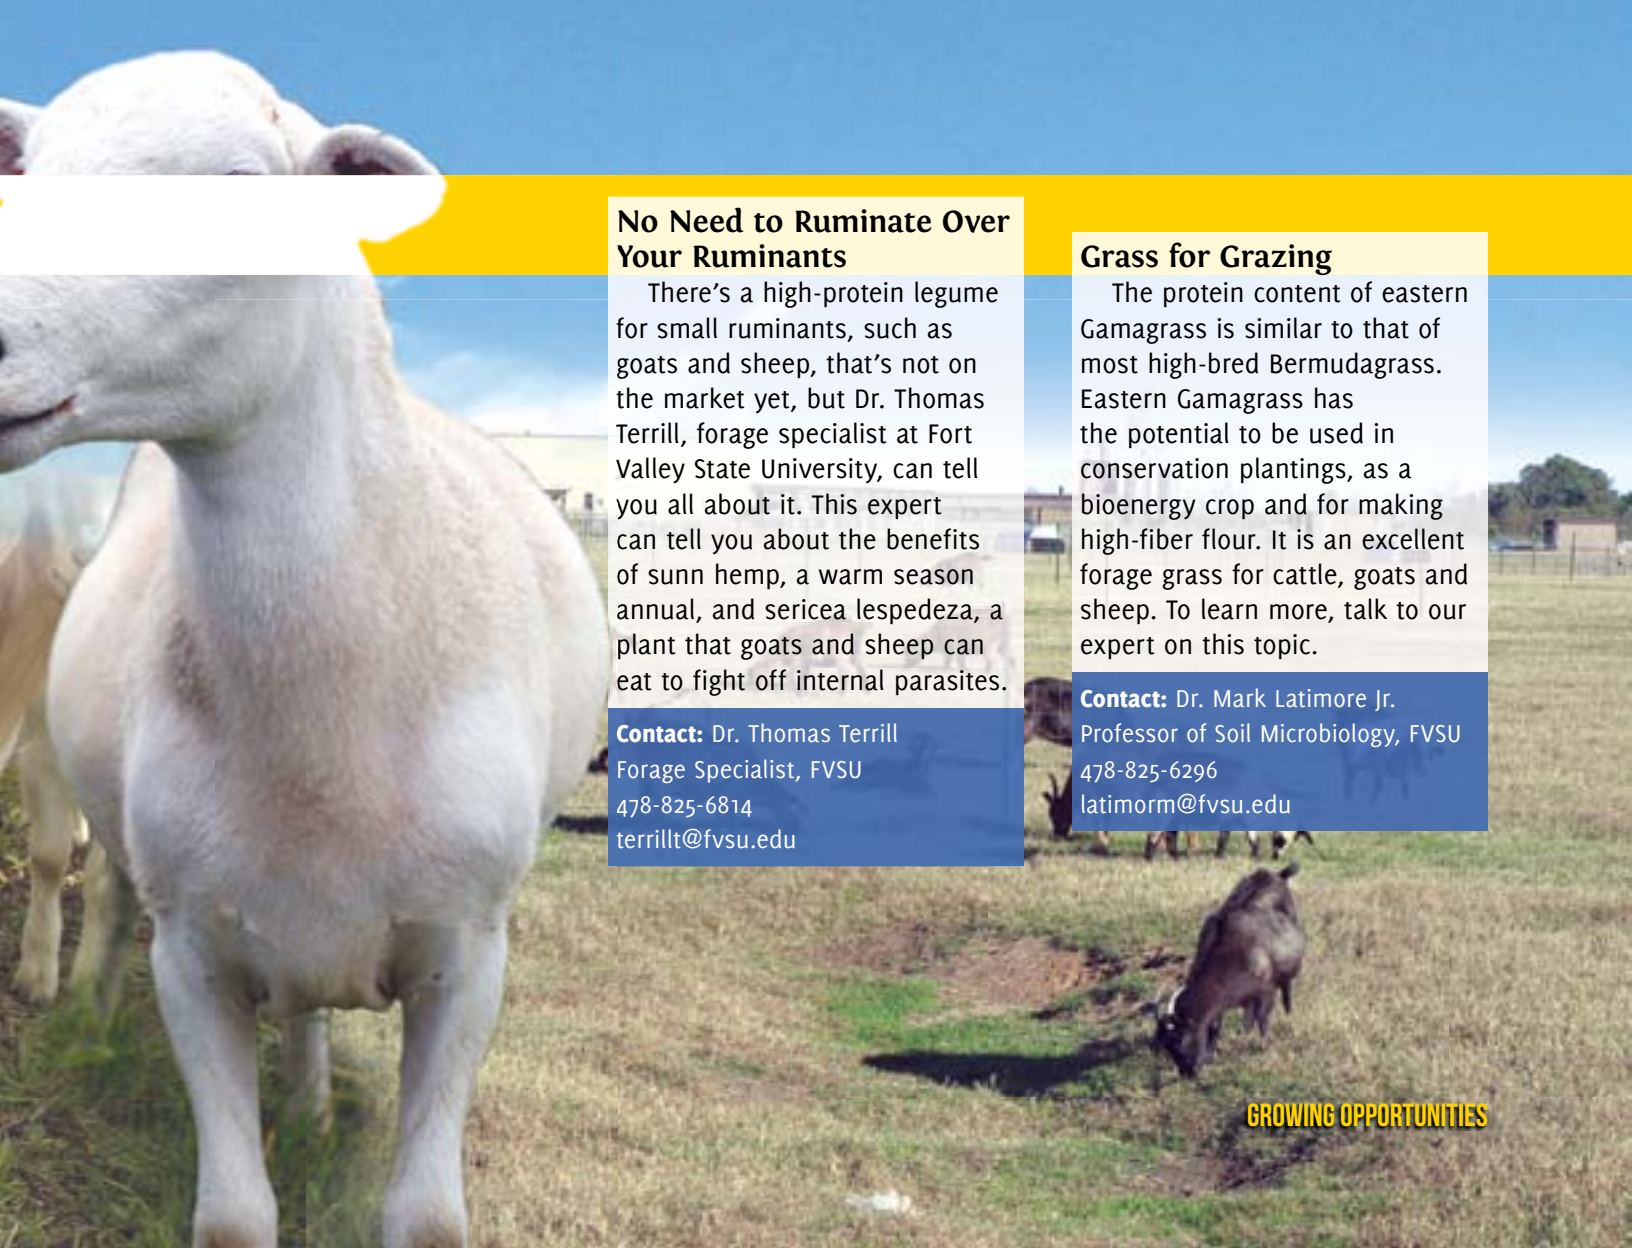 No Need to Ruminate Over
Your Ruminants
There's a high-protein legume
for small ruminants, such as
goats and sheep, that's not on
the market yet, but Dr. Thomas
Terrill, forage specialist at Fort
Valley State University, can tell
you all about it. This expert
can tell you about the benefits
of sunn hemp, a warm season
annual, and sericea lespedeza, a
plant that goats and sheep can
eat to fight off internal parasites.
Contact: Dr. Thomas Terrill
Forage Specialist, FVSU
478-825-6814
terrillt@fvsu.edu
Grass for Grazing
The protein content of eastern
Gamagrass is similar to that of
most high-bred Bermudagrass.
Eastern Gamagrass has
the potential to be used in
conservation plantings, as a
bioenergy crop and for making
high-fiber flour. It is an excellent
forage grass for cattle, goats and
sheep. To learn more, talk to our
expert on this topic.
Contact: Dr. Mark Latimore Jr.
Professor of Soil Microbiology, FVSU
478-825-6296
latimorm@fvsu.edu
GROWING OPPORTUNITIES